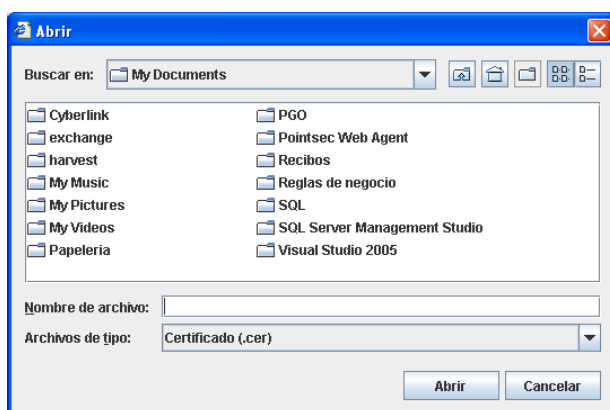 Abrir
Buscar en: My Documents
Cyberlink
exchange
harvest
My Music
My Pictures
My Videos
Papeleria
PGO
Pointsec Web Agent
Recibos
Reglas de negocio
SQL
SQL Server Management Studio
Visual Studio 2005
Nombre de archivo:
Archivos de tipo: Certificado (.cer)
Abrir Cancelar